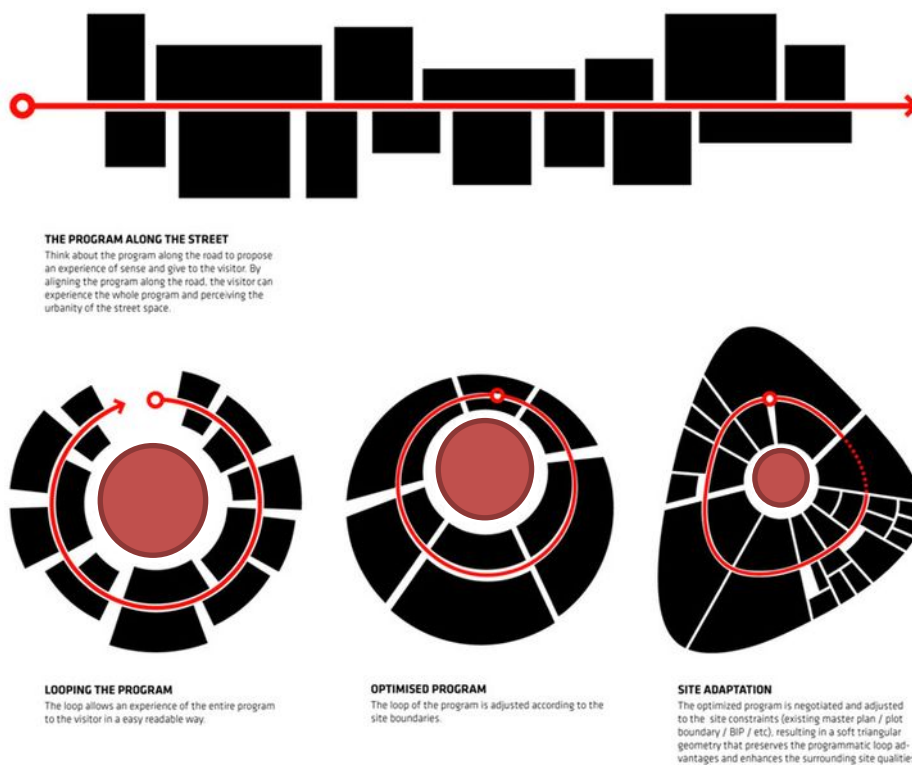 THE PROGRAM ALONG THE STREET
Think about the program along the road to propose
an experience of sense and give to the visitor. By
aligning the program along the road, the visitor can
experience the whole program and perceiving the
urbanity of the street space.
LOOPING THE PROGRAM
The loop allows an experience of the entire program
to the visitor in a easy readable way.
OPTIMISED PROGRAM
The loop of the program is adjusted according to the
site boundaries.
SITE ADAPTATION
The optimized program is negotiated and adjusted
to the site constraints (existing master plan / plot
boundary / BIP / etc), resulting in a soft triangular
geometry that preserves the programmatic loop ad-
vantages and enhances the surrounding site qualities